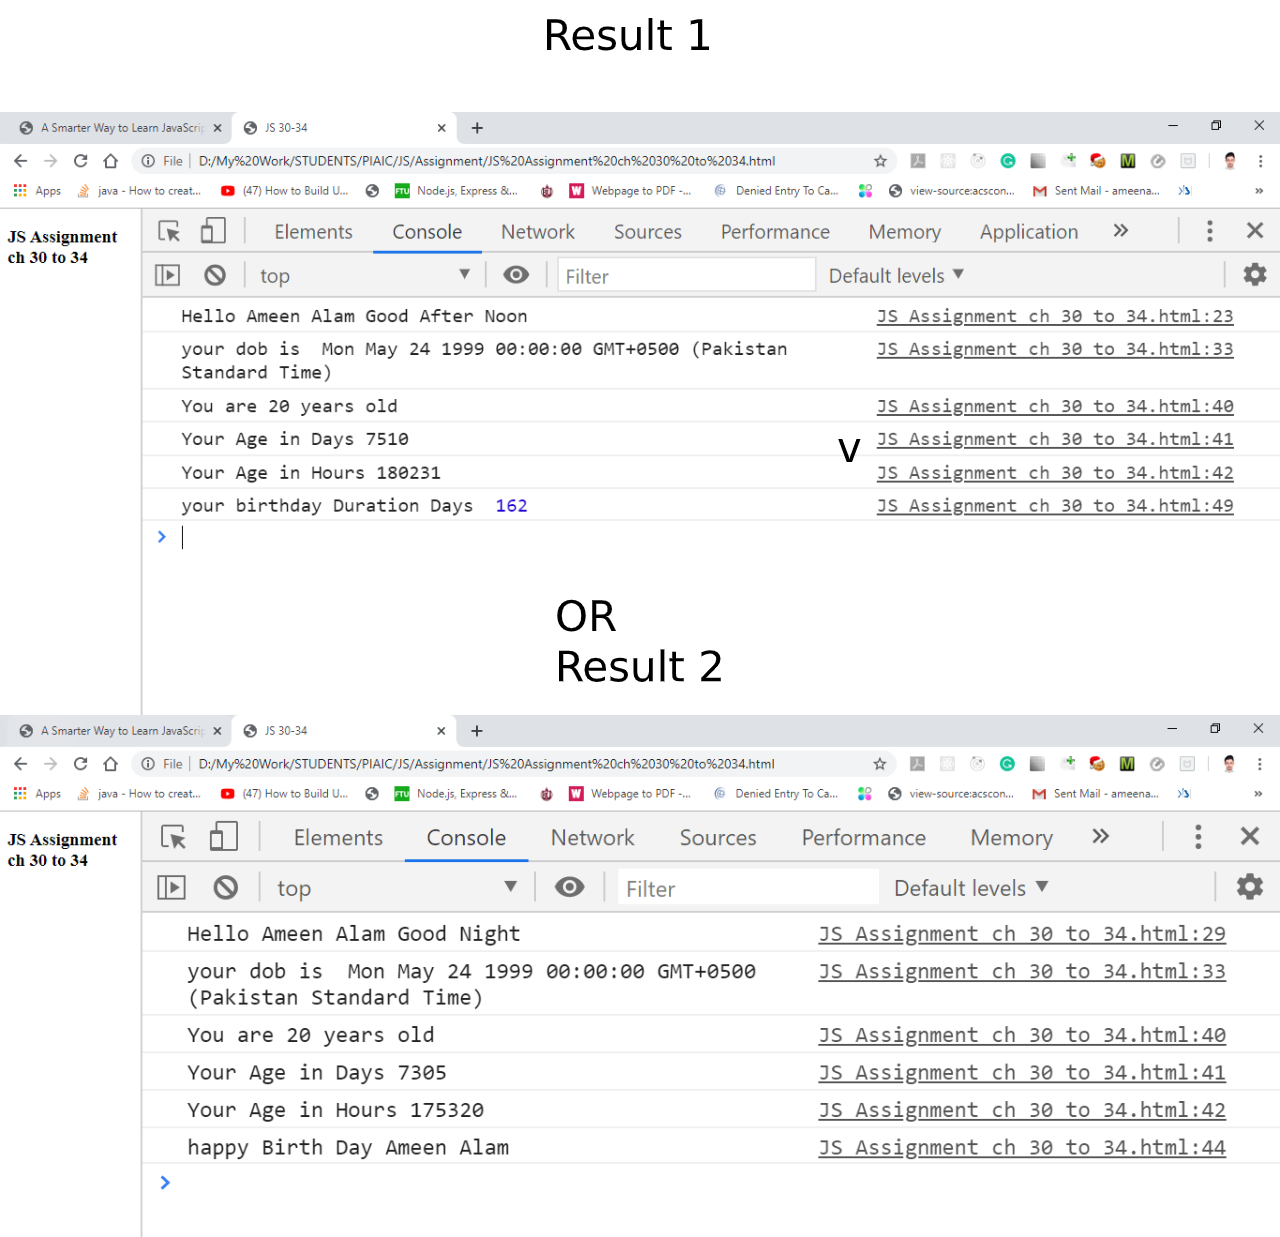 Result 1
A Smarter Way to Learn JavaScrip
JS 30-34
File
D:/My%20Work/STUDENTS/PIAIC/JS/Assignment/JS%20Assignment%20ch%2030%20to%2034.html
Apps
java - How to creat...
(47) How to Build U...
FTU
Node.js, Express &...
W
Webpage to PDF -...
Denied Entry To Ca...
view-source:acscon...
Sent Mail - ameena...
»
JS Assignment
ch 30 to 34
Elements Console Network Sources Performance Memory Application »
top Filter Default levels
Hello Ameen Alam Good After Noon JS Assignment ch 30 to 34.html:23
your dob is  Mon May 24 1999 00:00:00 GMT+0500 (Pakistan JS Assignment ch 30 to 34.html:33
Standard Time)
You are 20 years old JS Assignment ch 30 to 34.html:40
Your Age in Days 7510 JS Assignment ch 30 to 34.html:41
v
Your Age in Hours 180231 JS Assignment ch 30 to 34.html:42
your birthday Duration Days  162 JS Assignment ch 30 to 34.html:49
>
OR
Result 2
A Smarter Way to Learn JavaScrip
JS 30-34
File
D:/My%20Work/STUDENTS/PIAIC/JS/Assignment/JS%20Assignment%20ch%2030%20to%2034.html
Apps
java - How to creat...
(47) How to Build U...
FTU
Node.js, Express &...
W
Webpage to PDF -...
Denied Entry To Ca...
view-source:acscon...
Sent Mail - ameena...
»
JS Assignment
ch 30 to 34
Elements Console Network Sources Performance Memory »
top Filter Default levels
Hello Ameen Alam Good Night JS Assignment ch 30 to 34.html:29
your dob is  Mon May 24 1999 00:00:00 GMT+0500 JS Assignment ch 30 to 34.html:33
(Pakistan Standard Time)
You are 20 years old JS Assignment ch 30 to 34.html:40
Your Age in Days 7305 JS Assignment ch 30 to 34.html:41
Your Age in Hours 175320 JS Assignment ch 30 to 34.html:42
happy Birth Day Ameen Alam JS Assignment ch 30 to 34.html:44
>